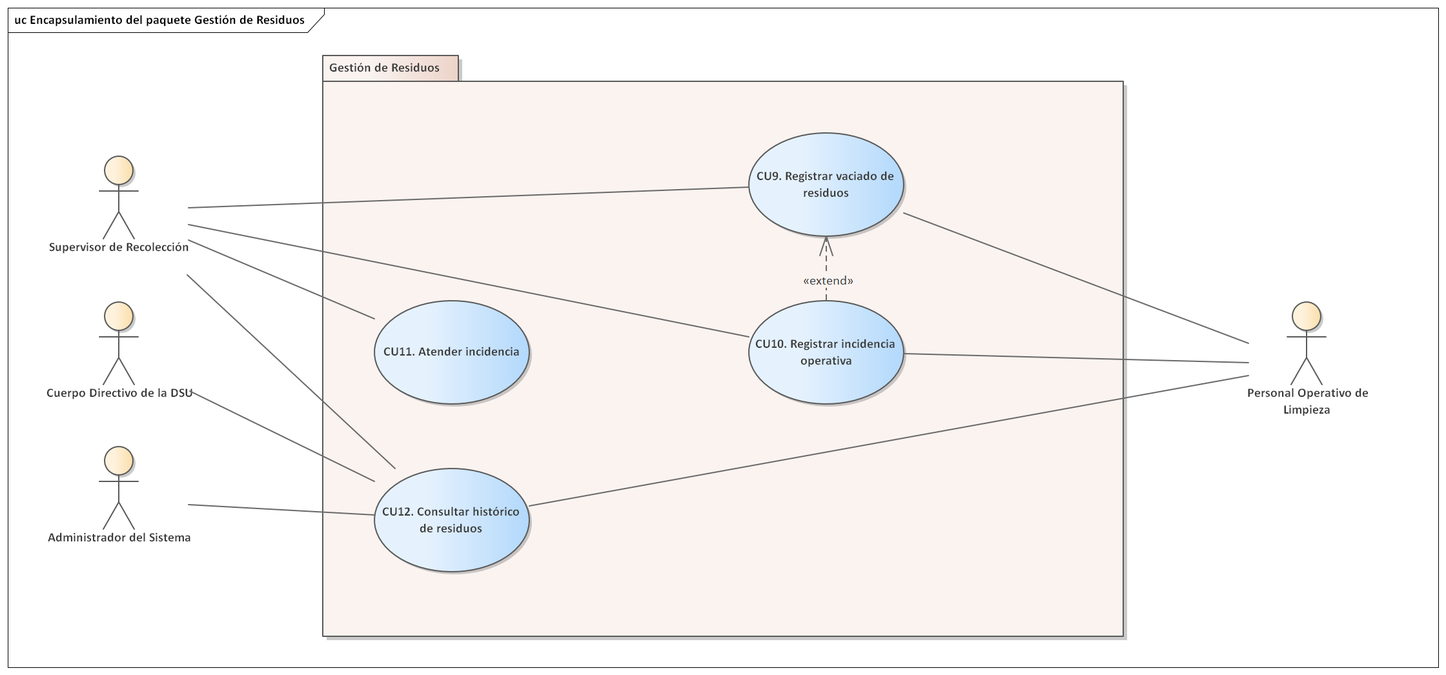 uc Encapsulamiento del paquete Gestión de Residuos
Gestión de Residuos
CU9. Registrar vaciado de
residuos
Supervisor de Recolección
«extend»
CU11. Atender incidencia
CU10. Registrar incidencia
operativa
Cuerpo Directivo de la DSU
Personal Operativo de
Limpieza
CU12. Consultar histórico
de residuos
Administrador del Sistema